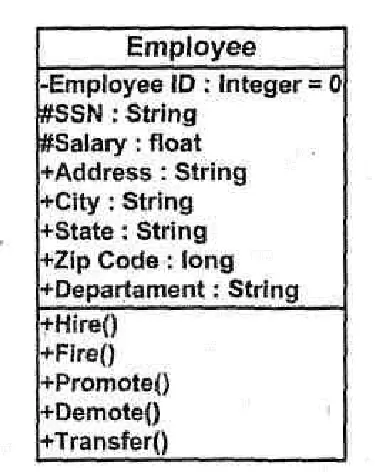 Employee
-Employee ID : Integer = 0
#SSN : String
#Salary : float
+Address : String
+City : String
+State : String
+Zip Code : long
+Departament : String
+Hire()
+Fire()
+Promote()
+Demote()
+Transfer()